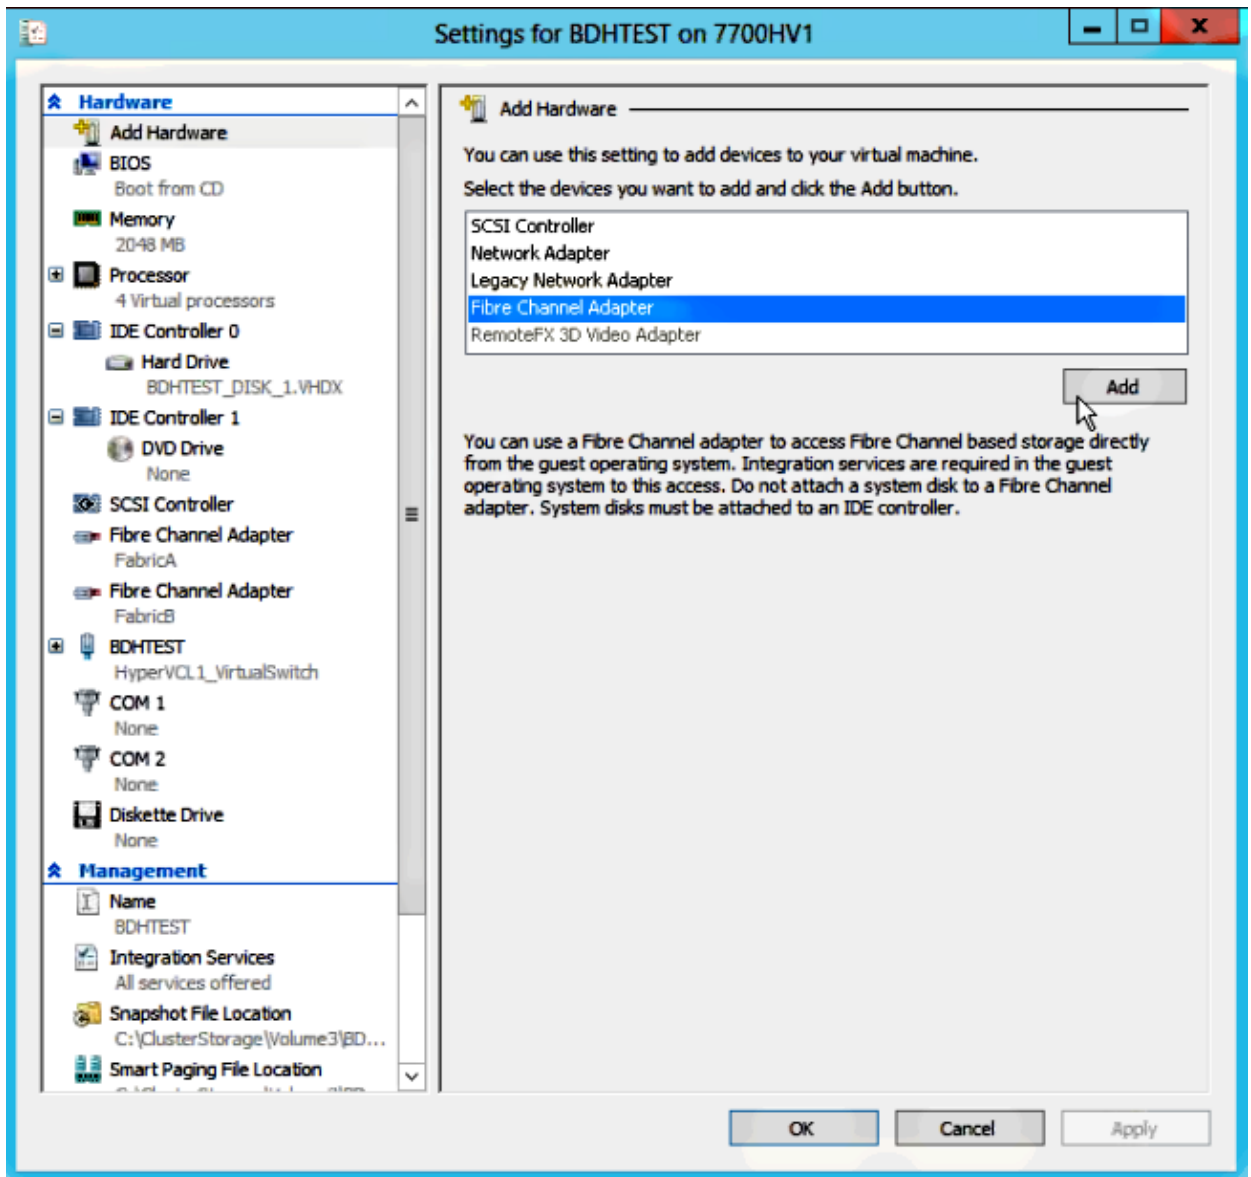 Settings for BDHTEST on 7700HV1
Hardware
Add Hardware
BIOS
Boot from CD
Memory
2048 MB
Processor
4 Virtual processors
IDE Controller 0
Hard Drive
BDHTEST_DISK_1.VHDX
IDE Controller 1
DVD Drive
None
SCSI Controller
Fibre Channel Adapter
FabricA
Fibre Channel Adapter
FabricB
BDHTEST
HyperVCL1_VirtualSwitch
COM 1
None
COM 2
None
Diskette Drive
None
Management
Name
BDHTEST
Integration Services
All services offered
Snapshot File Location
C:\ClusterStorage\Volume3\BD...
Smart Paging File Location
Add Hardware
You can use this setting to add devices to your virtual machine.
Select the devices you want to add and click the Add button.
SCSI Controller
Network Adapter
Legacy Network Adapter
Fibre Channel Adapter
RemoteFX 3D Video Adapter
Add
You can use a Fibre Channel adapter to access Fibre Channel based storage directly
from the guest operating system. Integration services are required in the guest
operating system to this access. Do not attach a system disk to a Fibre Channel
adapter. System disks must be attached to an IDE controller.
OK
Cancel
Apply